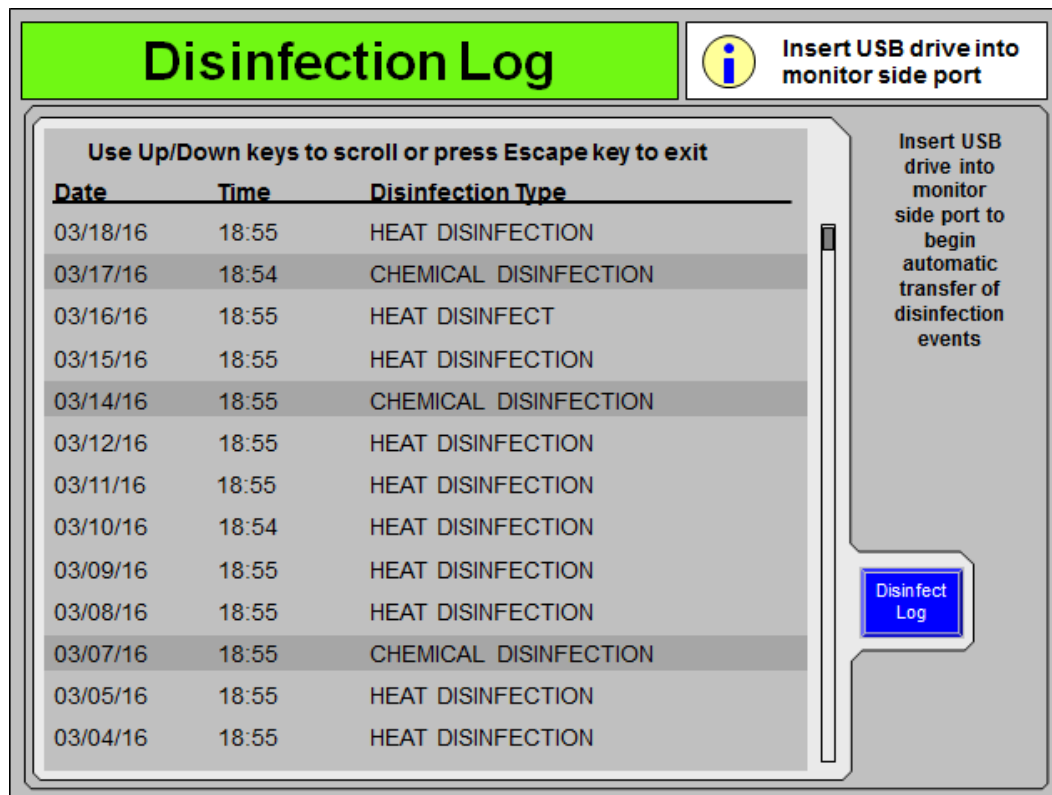 Disinfection Log
Insert USB drive into
monitor side port
Use Up/Down keys to scroll or press Escape key to exit
Date Time Disinfection Type
03/18/16 18:55 HEAT DISINFECTION
03/17/16 18:54 CHEMICAL DISINFECTION
03/16/16 18:55 HEAT DISINFECT
03/15/16 18:55 HEAT DISINFECTION
03/14/16 18:55 CHEMICAL DISINFECTION
03/12/16 18:55 HEAT DISINFECTION
03/11/16 18:55 HEAT DISINFECTION
03/10/16 18:54 HEAT DISINFECTION
03/09/16 18:55 HEAT DISINFECTION
03/08/16 18:55 HEAT DISINFECTION
03/07/16 18:55 CHEMICAL DISINFECTION
03/05/16 18:55 HEAT DISINFECTION
03/04/16 18:55 HEAT DISINFECTION
Insert USB
drive into
monitor
side port to
begin
automatic
transfer of
disinfection
events
Disinfect
Log